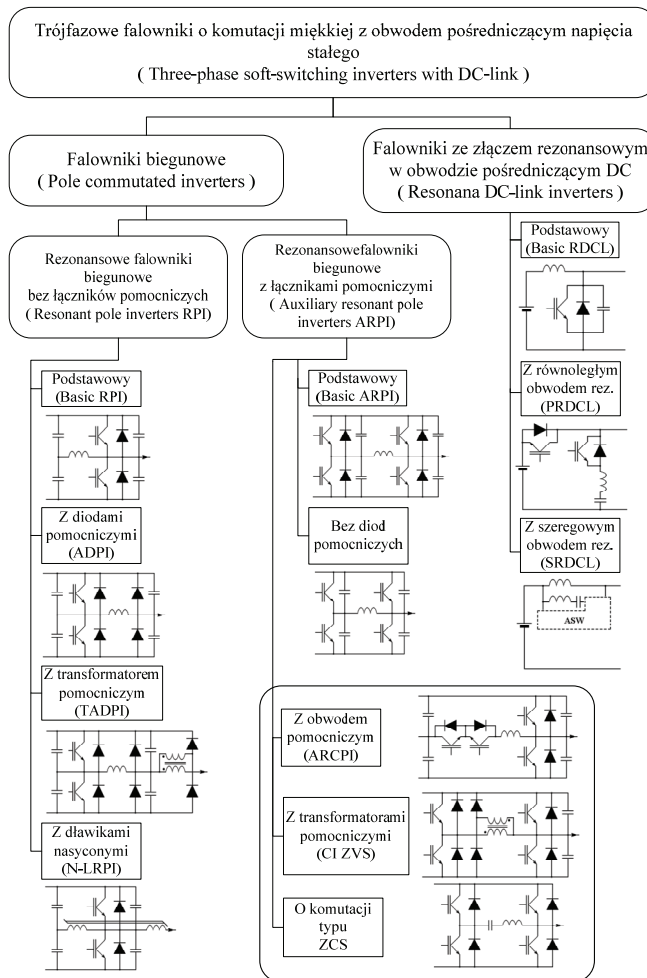 Trójfazowe falowniki o komutacji miękkiej z obwodem pośredniczącym napięcia
stałego
( Three-phase soft-switching inverters with DC-link )
Falowniki biegunowe
( Pole commutated inverters )
Falowniki ze złączem rezonansowym
w obwodzie pośredniczącym DC
( Resonana DC-link inverters )
Rezonansowe falowniki
biegunowe
bez łączników pomocniczych
( Resonant pole inverters RPI)
Rezonansowefalowniki
biegunowe
z łącznikami pomocniczymi
( Auxiliary resonant pole
inverters ARPI)
Podstawowy
(Basic RDCL)
Z równoległym
obwodem rez.
(PRDCL)
Z szeregowym
obwodem rez.
(SRDCL)
ASW
Podstawowy
(Basic RPI)
Z diodami
pomocniczymi
(ADPI)
Z transformatorem
pomocniczym
(TADPI)
Z dławikami
nasyconymi
(N-LRPI)
Podstawowy
(Basic ARPI)
Bez diod
pomocniczych
Z obwodem
pomocniczym
(ARCPI)
Z transformatorami
pomocniczymi
(CI ZVS)
O komutacji
typu
ZCS